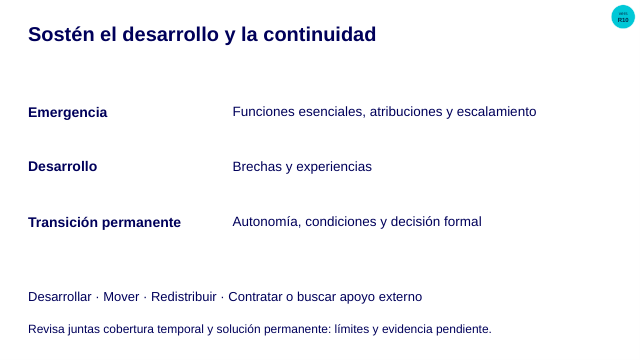 Sostén el desarrollo y la continuidad
R10
Emergencia Funciones esenciales, atribuciones y escalamiento
Desarrollo Brechas y experiencias
Transición permanente Autonomía, condiciones y decisión formal
Desarrollar · Mover · Redistribuir · Contratar o buscar apoyo externo
Revisa juntas cobertura temporal y solución permanente: límites y evidencia pendiente.